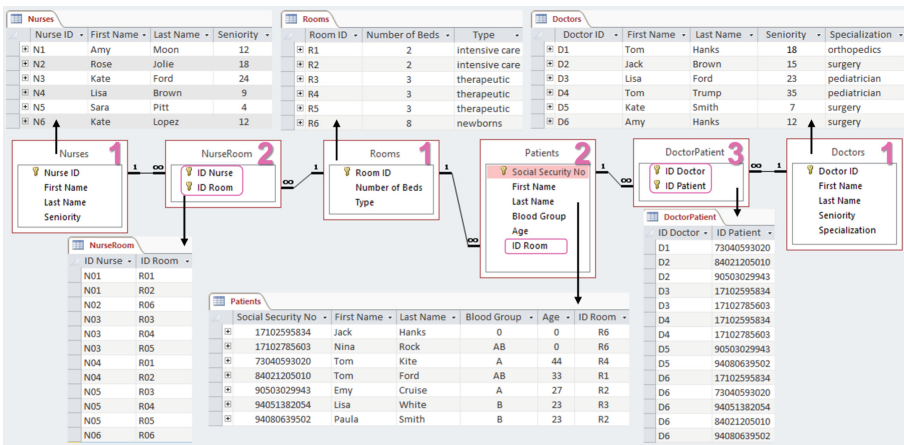 Nurses
Nurse ID First Name Last Name Seniority
N1 Amy Moon 12
N2 Rose Jolie 18
N3 Kate Ford 24
N4 Lisa Brown 9
N5 Sara Pitt 4
N6 Kate Lopez 12
Rooms
Room ID Number of Beds Type
R1 2 intensive care
R2 2 intensive care
R3 3 therapeutic
R4 3 therapeutic
R5 3 therapeutic
R6 8 newborns
Doctors
Doctor ID First Name Last Name Seniority Specialization
D1 Tom Hanks 18 orthopedics
D2 Jack Brown 15 surgery
D3 Lisa Ford 23 pediatrician
D4 Tom Trump 35 pediatrician
D5 Kate Smith 7 surgery
D6 Amy Hanks 12 surgery
Nurses 1
Nurse ID
First Name
Last Name
Seniority
1 ∞
NurseRoom 2
ID Nurse
ID Room
∞ 1
Rooms 1
Room ID
Number of Beds
Type
1 ∞
Patients 2
Social Security No
First Name
Last Name
Blood Group
Age
ID Room
1 ∞
DoctorPatient 3
ID Doctor
ID Patient
∞ 1
Doctors 1
Doctor ID
First Name
Last Name
Seniority
Specialization
NurseRoom
ID Nurse ID Room
N01 R01
N01 R02
N02 R06
N03 R03
N03 R04
N03 R05
N04 R01
N04 R02
N05 R03
N05 R04
N05 R05
N06 R06
Patients
Social Security No First Name Last Name Blood Group Age ID Room
17102595834 Jack Hanks 0 0 R6
17102785603 Nina Rock AB 0 R6
73040593020 Tom Kite A 44 R4
84021205010 Tom Ford AB 33 R1
90503029943 Emy Cruise A 27 R2
94051382054 Lisa White B 23 R3
94080639502 Paula Smith B 23 R2
DoctorPatient
ID Doctor ID Patient
D1 73040593020
D2 84021205010
D2 90503029943
D3 17102595834
D3 17102785603
D4 17102595834
D4 17102785603
D5 90503029943
D5 94080639502
D6 17102595834
D6 73040593020
D6 94051382054
D6 84021205010
D6 94080639502